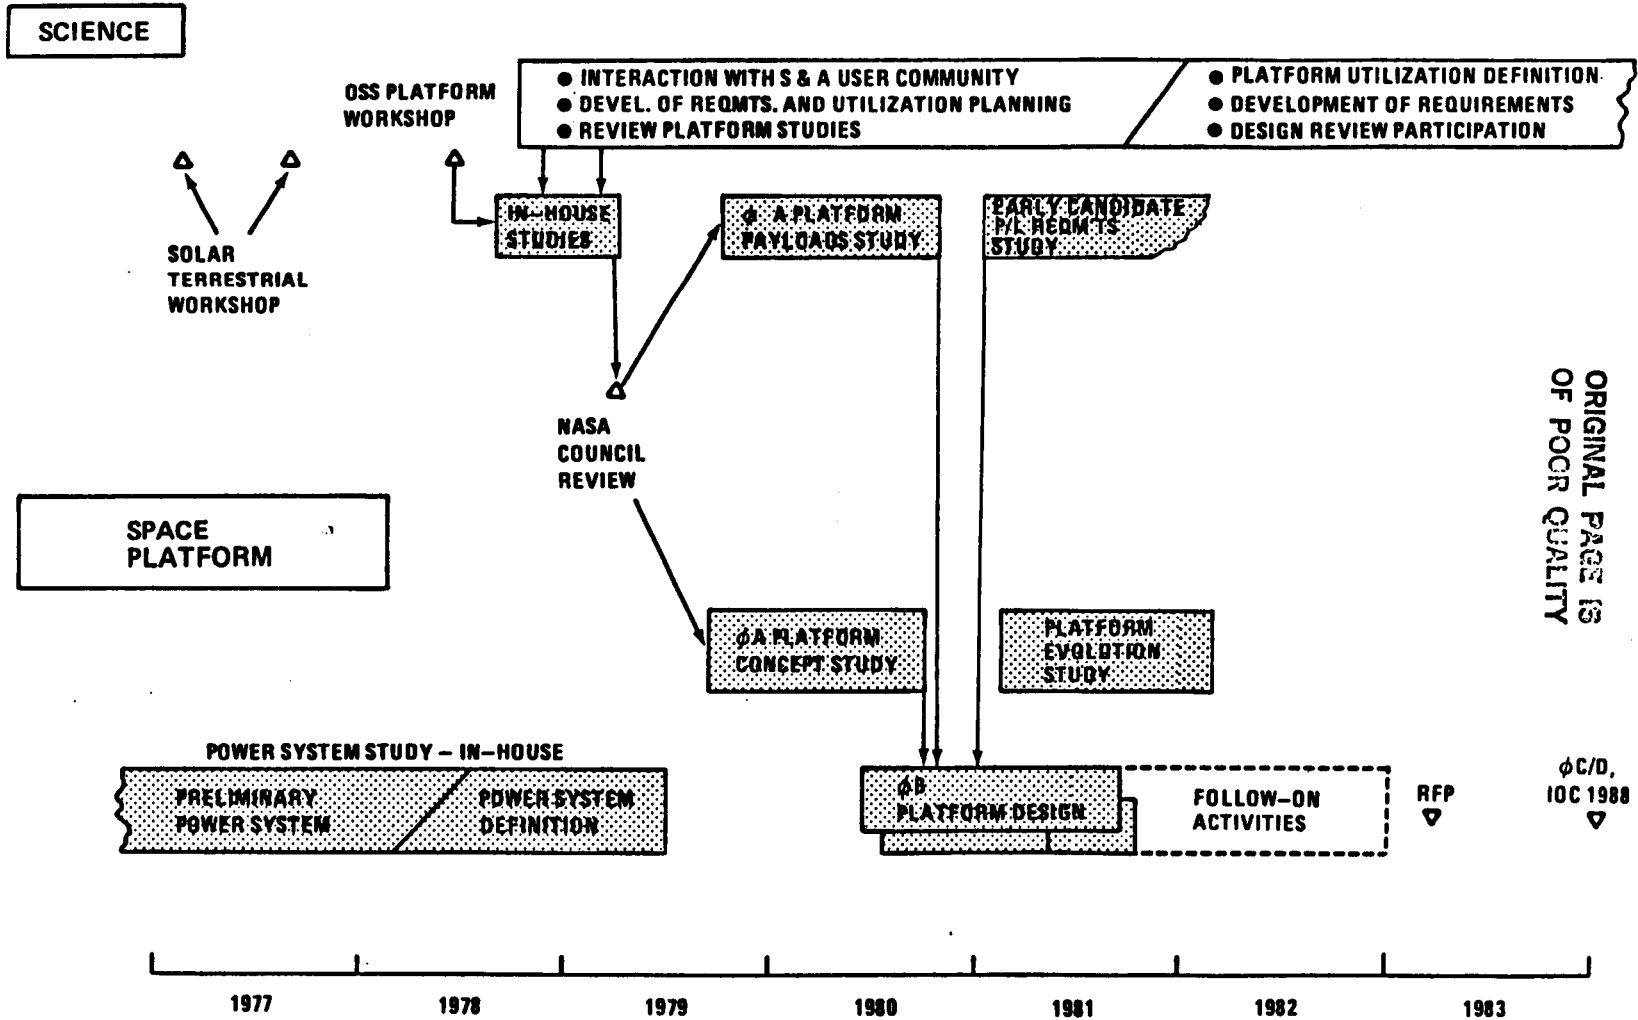 SCIENCE
OSS PLATFORM
WORKSHOP
● INTERACTION WITH S & A USER COMMUNITY
● DEVEL. OF REQMTS. AND UTILIZATION PLANNING
● REVIEW PLATFORM STUDIES
● PLATFORM UTILIZATION DEFINITION
● DEVELOPMENT OF REQUIREMENTS
● DESIGN REVIEW PARTICIPATION
SOLAR
TERRESTRIAL
WORKSHOP
IN-HOUSE
STUDIES
ϕ A PLATFORM
PAYLOADS STUDY
EARLY CANDIDATE
P/L REQMTS
STUDY
NASA
COUNCIL
REVIEW
ORIGINAL PAGE IS
OF POOR QUALITY
SPACE
PLATFORM
ϕA PLATFORM
CONCEPT STUDY
PLATFORM
EVOLUTION
STUDY
POWER SYSTEM STUDY – IN-HOUSE
PRELIMINARY
POWER SYSTEM
POWER SYSTEM
DEFINITION
ϕB
PLATFORM DESIGN
FOLLOW-ON
ACTIVITIES
RFP
ϕC/D,
IOC 1988
1977
1978
1979
1980
1981
1982
1983